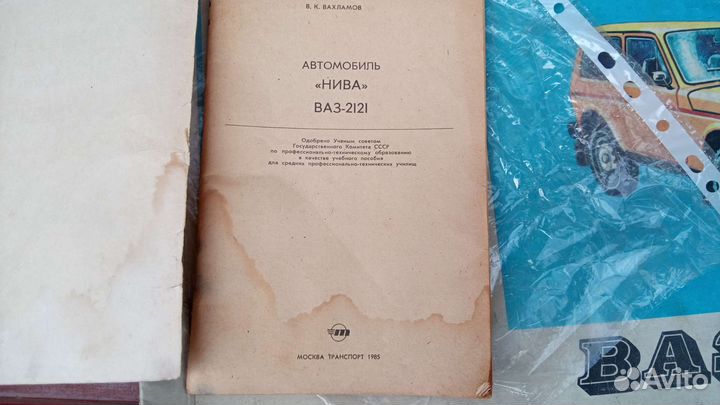 В. К. ВАХЛАМОВ
АВТОМОБИЛЬ
«НИВА»
ВАЗ-2121
Одобрено Ученым советом
Государственного Комитета СССР
по профессионально-техническому образованию
в качестве учебного пособия
для средних профессионально-технических училищ
МОСКВА ТРАНСПОРТ 1985
ВАЗ
Avito